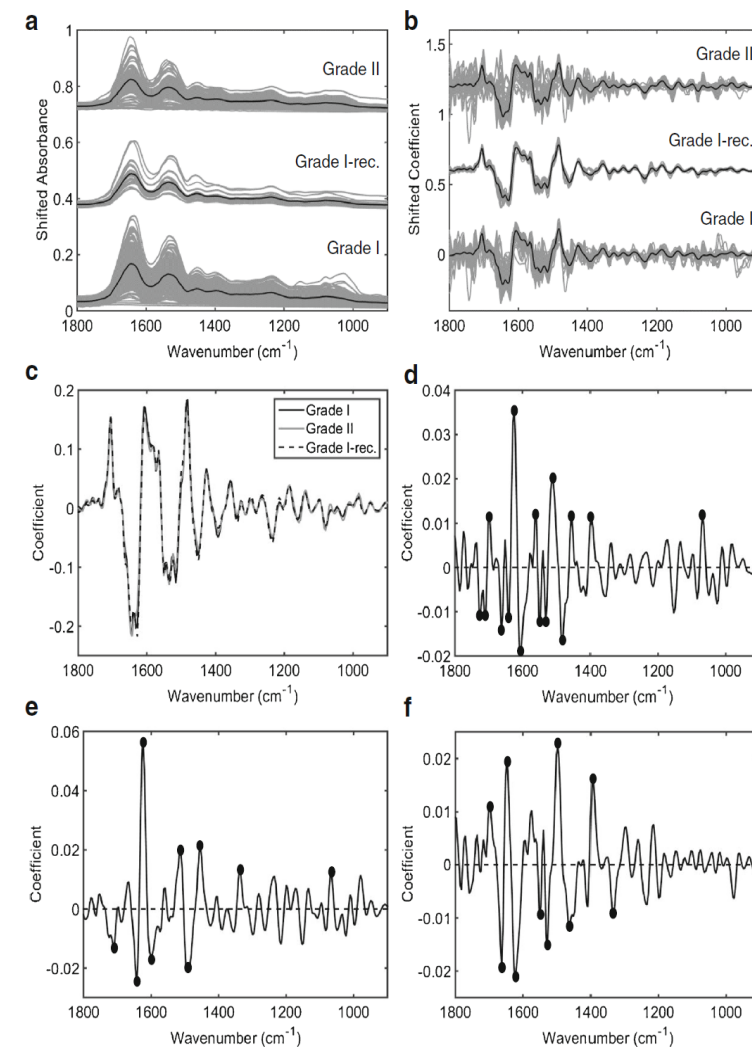 a
1
Grade II
0.8
0.6
Grade I-rec.
0.4
Grade I
0.2
0
1800 1600 1400 1200 1000
Shifted Absorbance
Wavenumber (cm-1)
b
1.5
Grade II
1
Grade I-rec.
0.5
Grade I
0
1800 1600 1400 1200 1000
Shifted Coefficient
Wavenumber (cm-1)
c
0.2
0.1
0
-0.1
-0.2
Grade I
Grade II
Grade I-rec.
1800 1600 1400 1200 1000
Coefficient
Wavenumber (cm-1)
d
0.04
0.03
0.02
0.01
0
-0.01
-0.02
1800 1600 1400 1200 1000
Coefficient
Wavenumber (cm-1)
e
0.06
0.04
0.02
0
-0.02
1800 1600 1400 1200 1000
Coefficient
Wavenumber (cm-1)
f
0.02
0.01
0
-0.01
-0.02
1800 1600 1400 1200 1000
Coefficient
Wavenumber (cm-1)